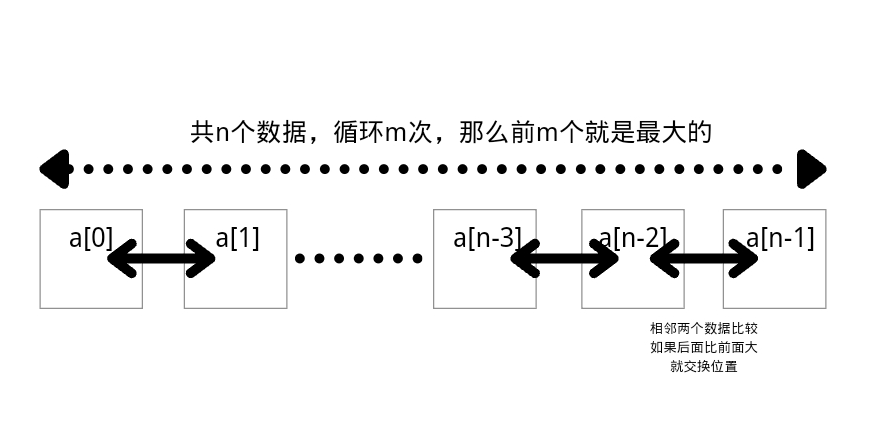 共n个数据，循环m次，那么前m个就是最大的
a[0] a[1] a[n-3] a[n-2] a[n-1]
相邻两个数据比较
如果后面比前面大
就交换位置